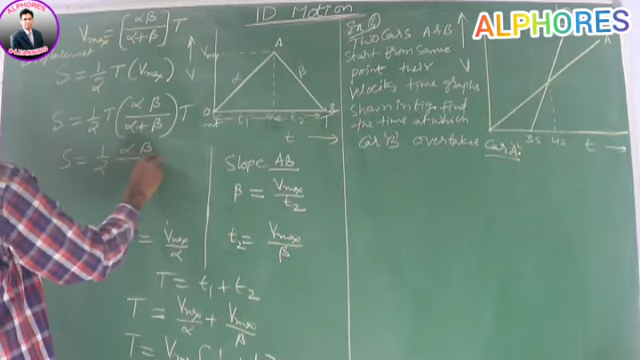 ALPHORES
E-LEARNING
1D Motion
ALPHORES
Vmax = [αβ/α+β] T
S = 1/2 T (Vmax)
S = 1/2 T (αβ/α+β) T
S = 1/2 αβ
= Vmax/α
V
Vmax
A
α
β
O
B
t1
t2
t →
Slope AB
β = Vmax/t2
t2 = Vmax/β
T = t1 + t2
T = Vmax/α + Vmax/β
T = Vmax
Two Cars A & B
start from same
point their
velocity time graphs
shown in fig. find
the time at which
Car 'B' overtakes Car 'A'.
V
A
3s 4s t →